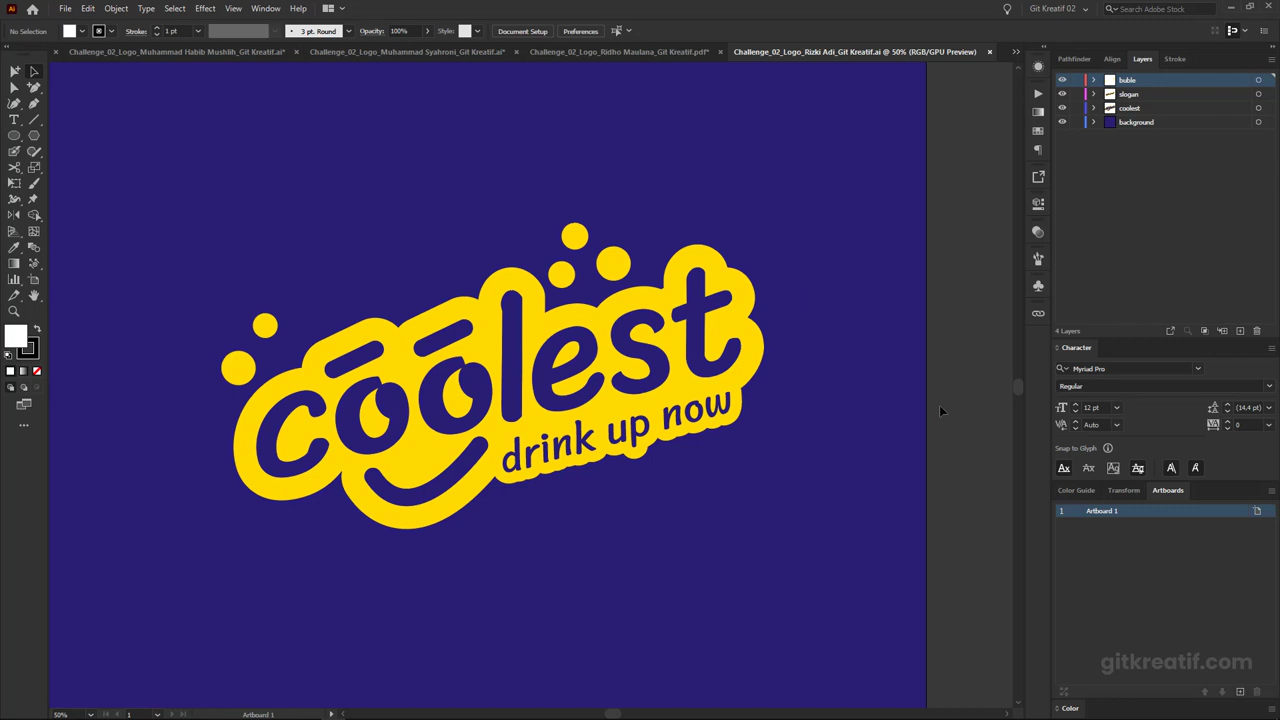 File Edit Object Type Select Effect View Window Help
Git Kreatif 02
Search Adobe Stock
No Selection
Stroke:
1 pt
3 pt. Round
Opacity:
100%
Style:
Document Setup
Preferences
Challenge_02_Logo_Muhammad Habib Mushlih_Git Kreatif.ai*
Challenge_02_Logo_Muhammad Syahroni_Git Kreatif.ai*
Challenge_02_Logo_Ridho Maulana_Git Kreatif.pdf*
Challenge_02_Logo_Rizki Adi_Git Kreatif.ai @ 50% (RGB/GPU Preview)
Pathfinder Align Layers Stroke
buble
slogan
coolest
background
4 Layers
Character
Myriad Pro
Regular
12 pt
(14,4 pt)
Auto
0
Snap to Glyph
Color Guide Transform Artboards
1 Artboard 1
Color
coolest
drink up now
gitkreatif.com
50%
1
Artboard 1